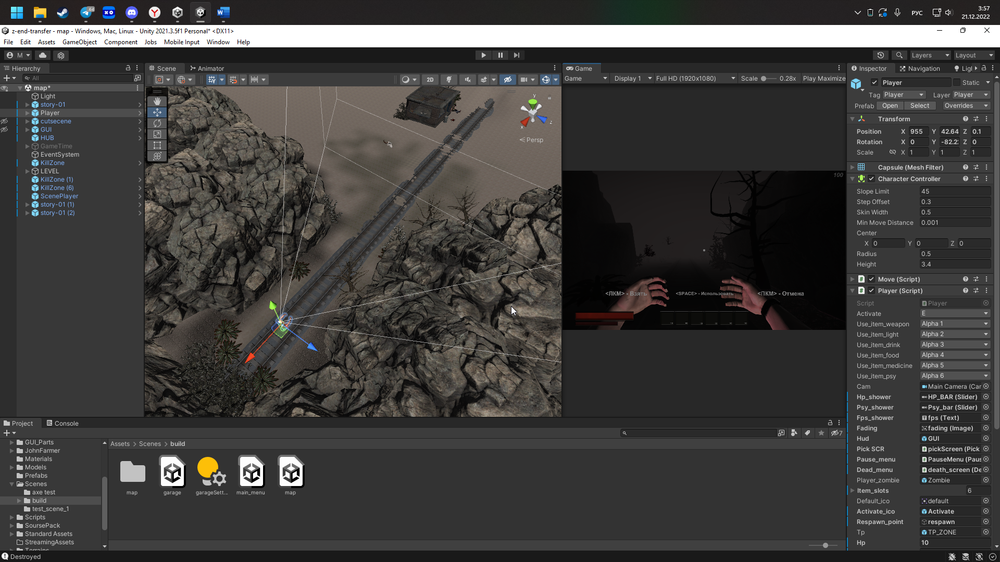 64
XO
W
РУС
3:57
21.12.2022
z-end-transfer - map - Windows, Mac, Linux - Unity 2021.3.5f1 Personal* <DX11>
File Edit Assets GameObject Component Jobs Mobile Input Window Help
M
Layers Layout
Hierarchy
All
map*
Light
story-01
Player
cutsecene
GUI
HUB
GameTime
EventSystem
KillZone
LEVEL
KillZone (1)
KillZone (6)
ScenePlayer
story-01 (1)
story-01 (2)
Scene Animator
2D
y
x
z
Persp
Game
Game Display 1 Full HD (1920x1080) Scale 0.28x Play Maximize
100
<ЛКМ> - Взять <SPACE> - Использовать <ПКМ> - Отмена
Inspector Navigation Ligh
Player Static
Tag Player Layer Player
Prefab Open Select Overrides
Transform
Position X 955 Y 42.64 Z 0.1
Rotation X 0 Y -82.2 Z 0
Scale X 1 Y 1 Z 1
Capsule (Mesh Filter)
Character Controller
Slope Limit 45
Step Offset 0.3
Skin Width 0.5
Min Move Distance 0.001
Center
X 0 Y 0 Z 0
Radius 0.5
Height 3.4
Move (Script)
Player (Script)
Script Player
Activate E
Use_item_weapon Alpha 1
Use_item_light Alpha 2
Use_item_drink Alpha 3
Use_item_food Alpha 4
Use_item_medicine Alpha 5
Use_item_psy Alpha 6
Cam Main Camera (Car
Hp_shower HP_BAR (Slider)
Psy_shower Psy_bar (Slider)
Fps_shower fps (Text)
Fading fading (Image)
Hud GUI
Pick SCR pickScreen (Pick
Pause_menu PauseMenu (Paus
Dead_menu death_screen (De
Player_zombie Zombie
Item_slots 6
Default_ico default
Activate_ico Activate
Respawn_point respawn
Tp TP_ZONE
Hp 10
Project Console
7
GUI_Parts
JohnFarmer
Materials
Models
Prefabs
Scenes
axe test
build
test_scene_1
Scripts
SoursePack
Standard Assets
StreamingAssets
Terrains
Assets > Scenes > build
map garage garageSett... main_menu map
Destroyed